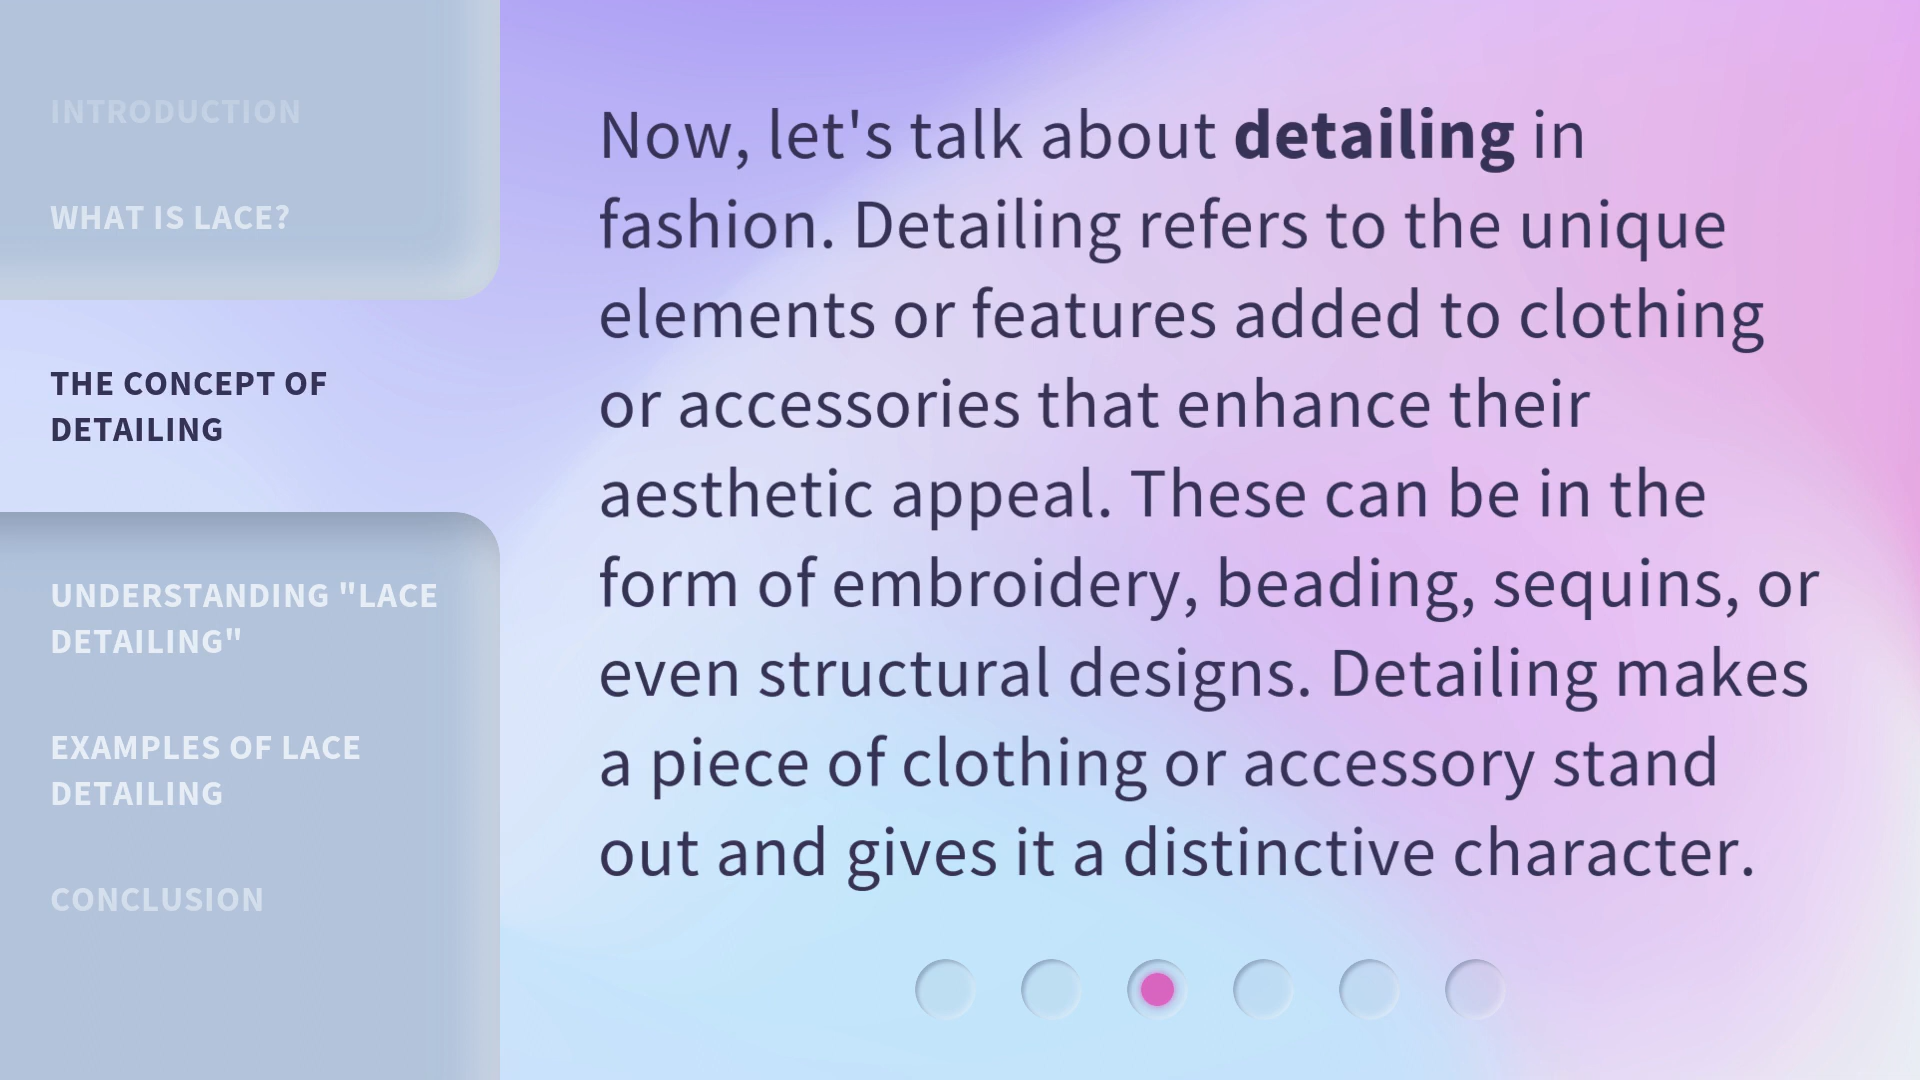 INTRODUCTION
WHAT IS LACE?
THE CONCEPT OF
DETAILING
UNDERSTANDING "LACE
DETAILING"
EXAMPLES OF LACE
DETAILING
CONCLUSION
Now, let's talk about detailing in
fashion. Detailing refers to the unique
elements or features added to clothing
or accessories that enhance their
aesthetic appeal. These can be in the
form of embroidery, beading, sequins, or
even structural designs. Detailing makes
a piece of clothing or accessory stand
out and gives it a distinctive character.